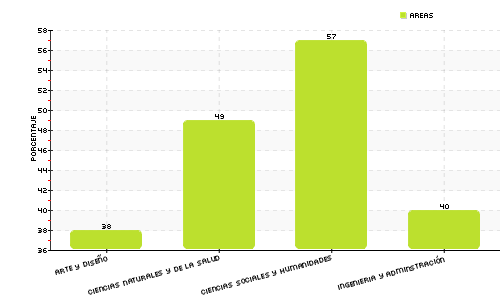 AREAS
PORCENTAJE
58
56
54
52
50
48
46
44
42
40
38
36
38
49
57
40
ARTE Y DISEÑO
CIENCIAS NATURALES Y DE LA SALUD
CIENCIAS SOCIALES Y HUMANIDADES
INGENIERIA Y ADMINSTRACIÓN